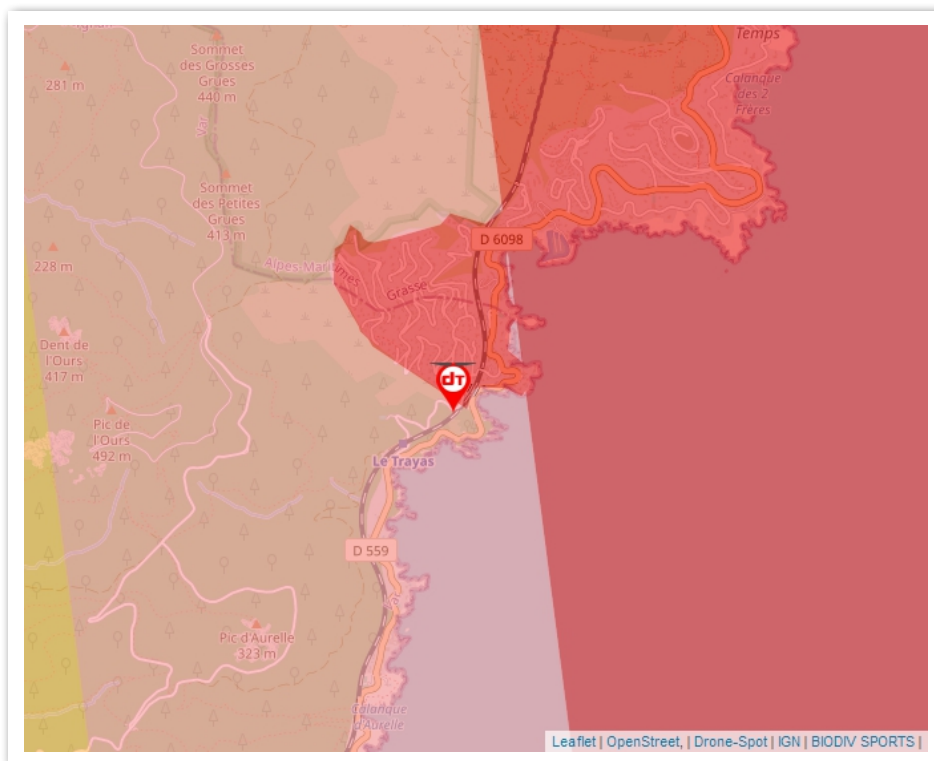 Temps
Sommet
des Grosses
Grues
440 m
281 m
Calanque
des 2
Frères
Var
Sommet
des Petites
Grues
413 m
D 6098
228 m
Alpes-Maritimes
Grasse
Dent de
l'Ours
417 m
dT
Pic de
l'Ours
492 m
Le Trayas
D 559
Pic d'Aurelle
323 m
Calanque
d'Aurelle
Leaflet | OpenStreet, | Drone-Spot | IGN | BIODIV SPORTS |